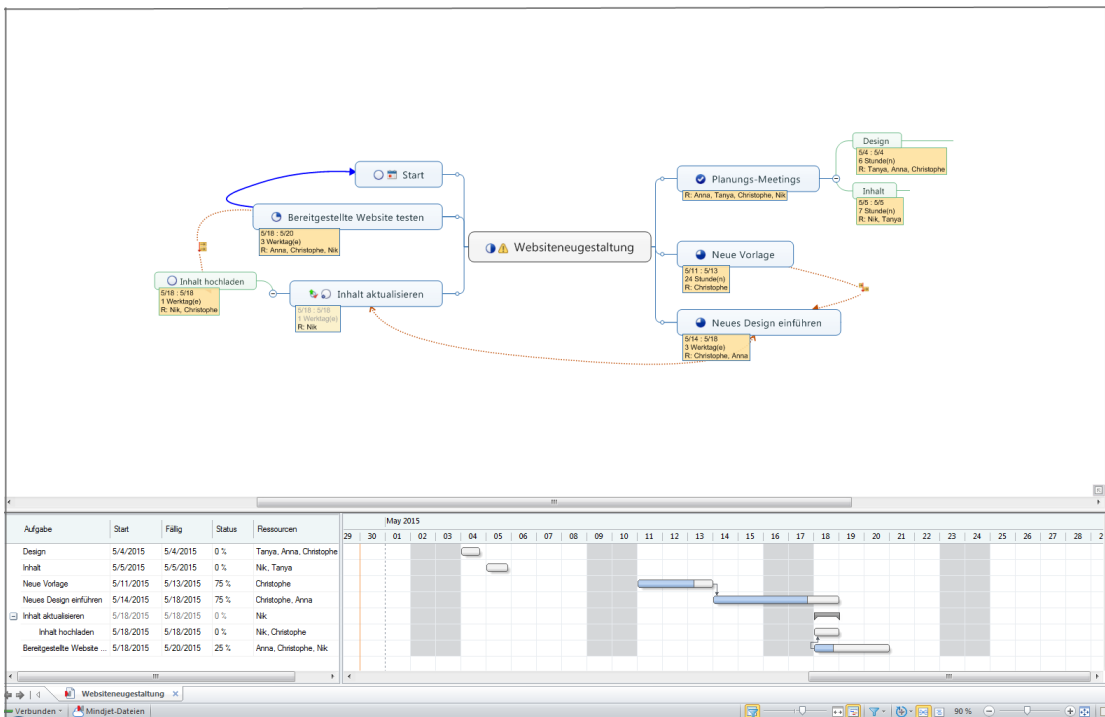 Start
Bereitgestellte Website testen
5/18 : 5/20
3 Werktag(e)
R: Anna, Christophe, Nik
Inhalt hochladen
5/18 : 5/18
1 Werktag(e)
R: Nik, Christophe
Inhalt aktualisieren
5/18 : 5/18
1 Werktag(e)
R: Nik
Websiteneugestaltung
Planungs-Meetings
R: Anna, Tanya, Christophe, Nik
Design
5/4 : 5/4
6 Stunde(n)
R: Tanya, Anna, Christophe
Inhalt
5/5 : 5/5
7 Stunde(n)
R: Nik, Tanya
Neue Vorlage
5/11 : 5/13
24 Stunde(n)
R: Christophe
Neues Design einführen
5/14 : 5/18
3 Werktag(e)
R: Christophe, Anna
Aufgabe Start Fällig Status Ressourcen
Design 5/4/2015 5/4/2015 0 % Tanya, Anna, Christophe
Inhalt 5/5/2015 5/5/2015 0 % Nik, Tanya
Neue Vorlage 5/11/2015 5/13/2015 75 % Christophe
Neues Design einführen 5/14/2015 5/18/2015 75 % Christophe, Anna
Inhalt aktualisieren 5/18/2015 5/18/2015 0 % Nik
Inhalt hochladen 5/18/2015 5/18/2015 0 % Nik, Christophe
Bereitgestellte Website ... 5/18/2015 5/20/2015 25 % Anna, Christophe, Nik
May 2015
29 30 01 02 03 04 05 06 07 08 09 10 11 12 13 14 15 16 17 18 19 20 21 22 23 24 25 26 27 28 2
Websiteneugestaltung
Verbunden Mindjet-Dateien 90 %